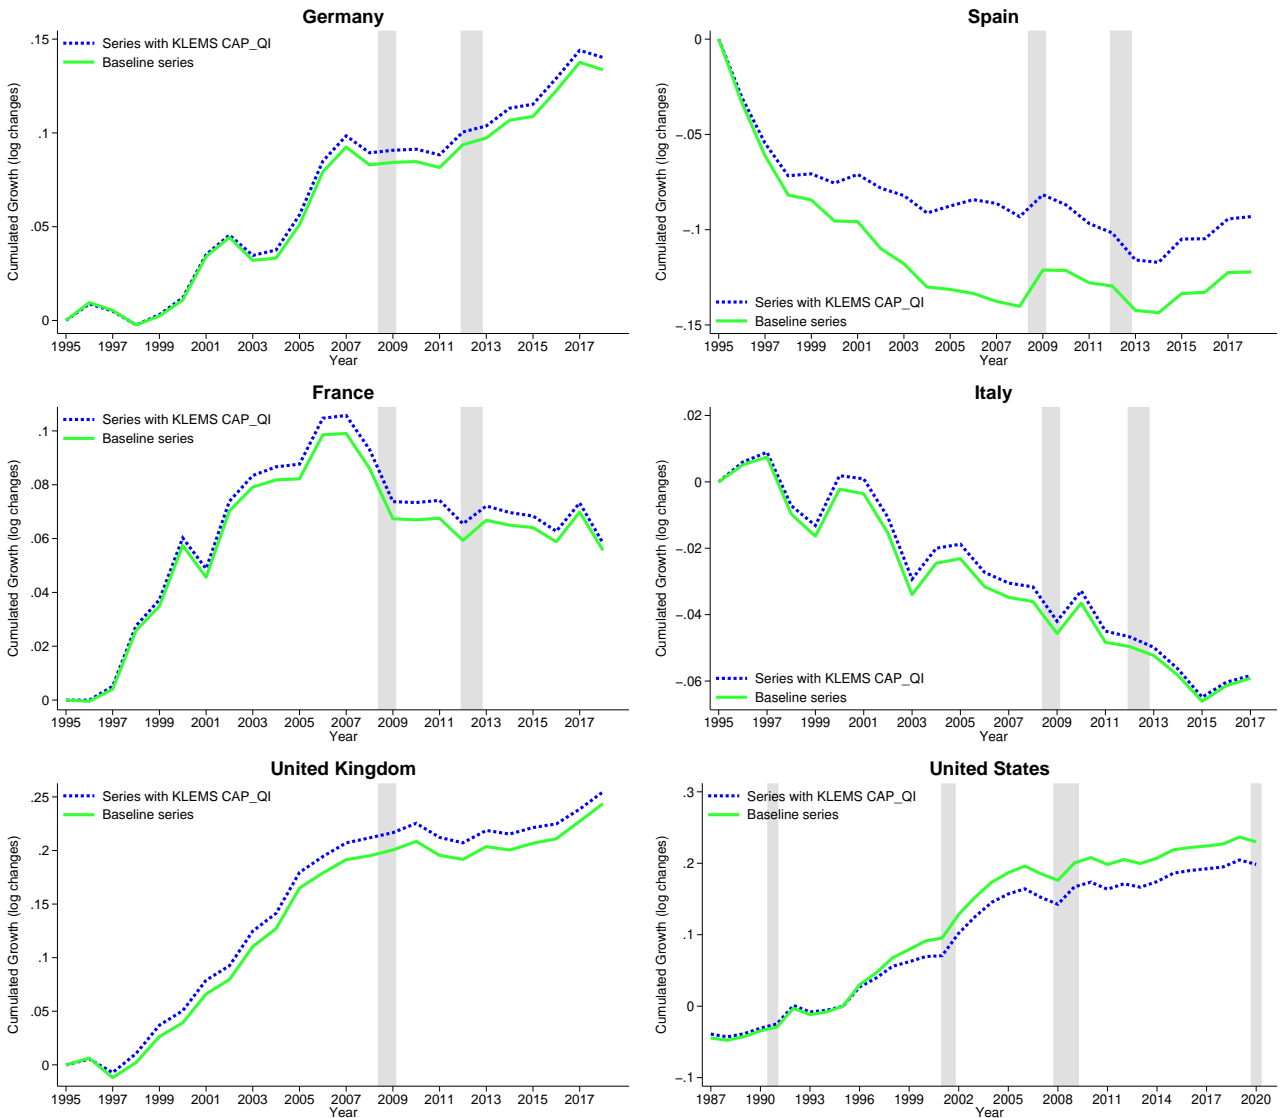 Germany
Series with KLEMS CAP_QI
Baseline series
Cumulated Growth (log changes)
.15
.1
.05
0
1995 1997 1999 2001 2003 2005 2007 2009 2011 2013 2015 2017
Year
Spain
Series with KLEMS CAP_QI
Baseline series
Cumulated Growth (log changes)
0
−.05
−.1
−.15
1995 1997 1999 2001 2003 2005 2007 2009 2011 2013 2015 2017
Year
France
Series with KLEMS CAP_QI
Baseline series
Cumulated Growth (log changes)
.1
.08
.06
.04
.02
0
1995 1997 1999 2001 2003 2005 2007 2009 2011 2013 2015 2017
Year
Italy
Series with KLEMS CAP_QI
Baseline series
Cumulated Growth (log changes)
.02
0
−.02
−.04
−.06
1995 1997 1999 2001 2003 2005 2007 2009 2011 2013 2015 2017
Year
United Kingdom
Series with KLEMS CAP_QI
Baseline series
Cumulated Growth (log changes)
.25
.2
.15
.1
.05
0
1995 1997 1999 2001 2003 2005 2007 2009 2011 2013 2015 2017
Year
United States
Series with KLEMS CAP_QI
Baseline series
Cumulated Growth (log changes)
.3
.2
.1
0
−.1
1987 1990 1993 1996 1999 2002 2005 2008 2011 2014 2017 2020
Year